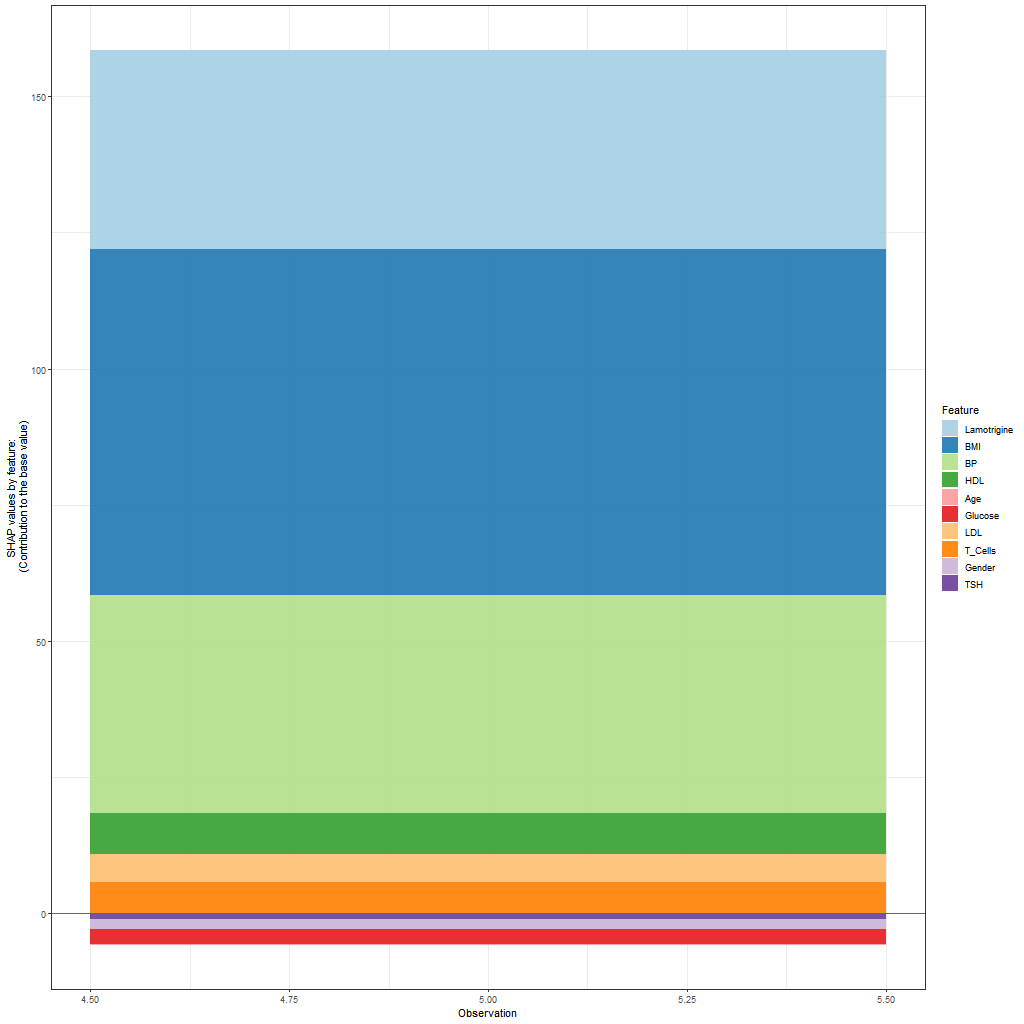 150
100
50
0
SHAP values by feature:
(Contribution to the base value)
4.50 4.75 5.00 5.25 5.50
Observation
Feature
Lamotrigine
BMI
BP
HDL
Age
Glucose
LDL
T_Cells
Gender
TSH